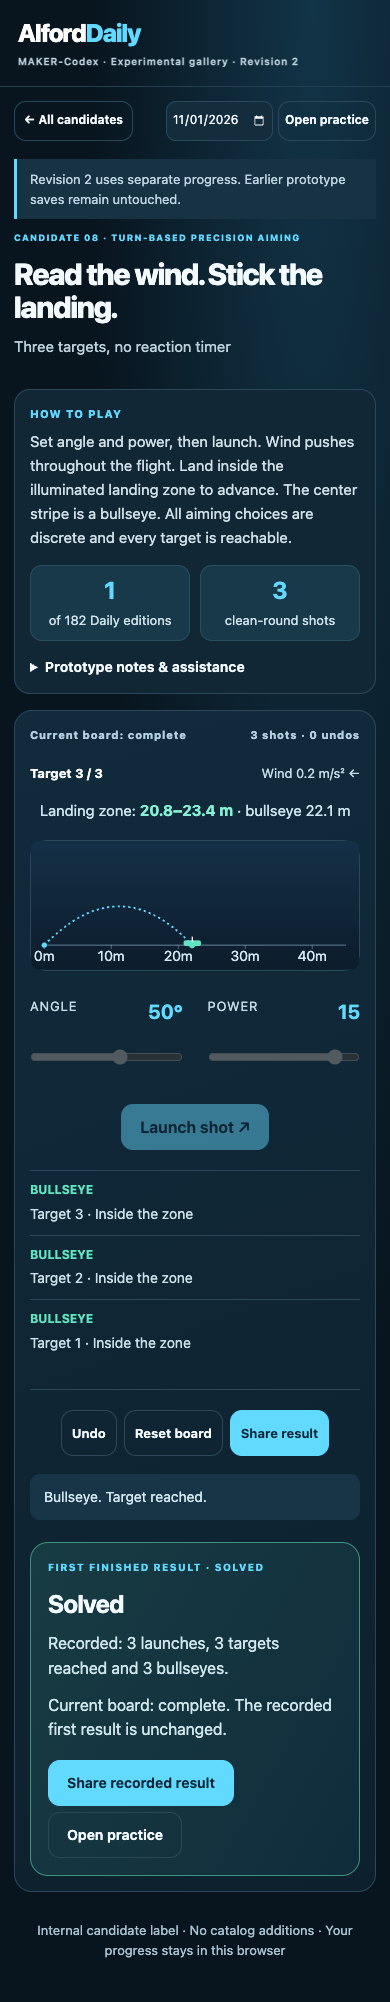 AlfordDaily
MAKER-Codex · Experimental gallery · Revision 2
← All candidates
11/01/2026
Open practice
Revision 2 uses separate progress. Earlier prototype
saves remain untouched.
CANDIDATE 08 · TURN-BASED PRECISION AIMING
Read the wind. Stick the
landing.
Three targets, no reaction timer
HOW TO PLAY
Set angle and power, then launch. Wind pushes
throughout the flight. Land inside the
illuminated landing zone to advance. The center
stripe is a bullseye. All aiming choices are
discrete and every target is reachable.
1
of 182 Daily editions
3
clean-round shots
▶ Prototype notes & assistance
Current board: complete
3 shots · 0 undos
Target 3 / 3
Wind 0.2 m/s² ←
Landing zone: 20.8–23.4 m · bullseye 22.1 m
0m 10m 20m 30m 40m
ANGLE 50°
POWER 15
Launch shot ↗
BULLSEYE
Target 3 · Inside the zone
BULLSEYE
Target 2 · Inside the zone
BULLSEYE
Target 1 · Inside the zone
Undo
Reset board
Share result
Bullseye. Target reached.
FIRST FINISHED RESULT · SOLVED
Solved
Recorded: 3 launches, 3 targets
reached and 3 bullseyes.
Current board: complete. The recorded
first result is unchanged.
Share recorded result
Open practice
Internal candidate label · No catalog additions · Your
progress stays in this browser